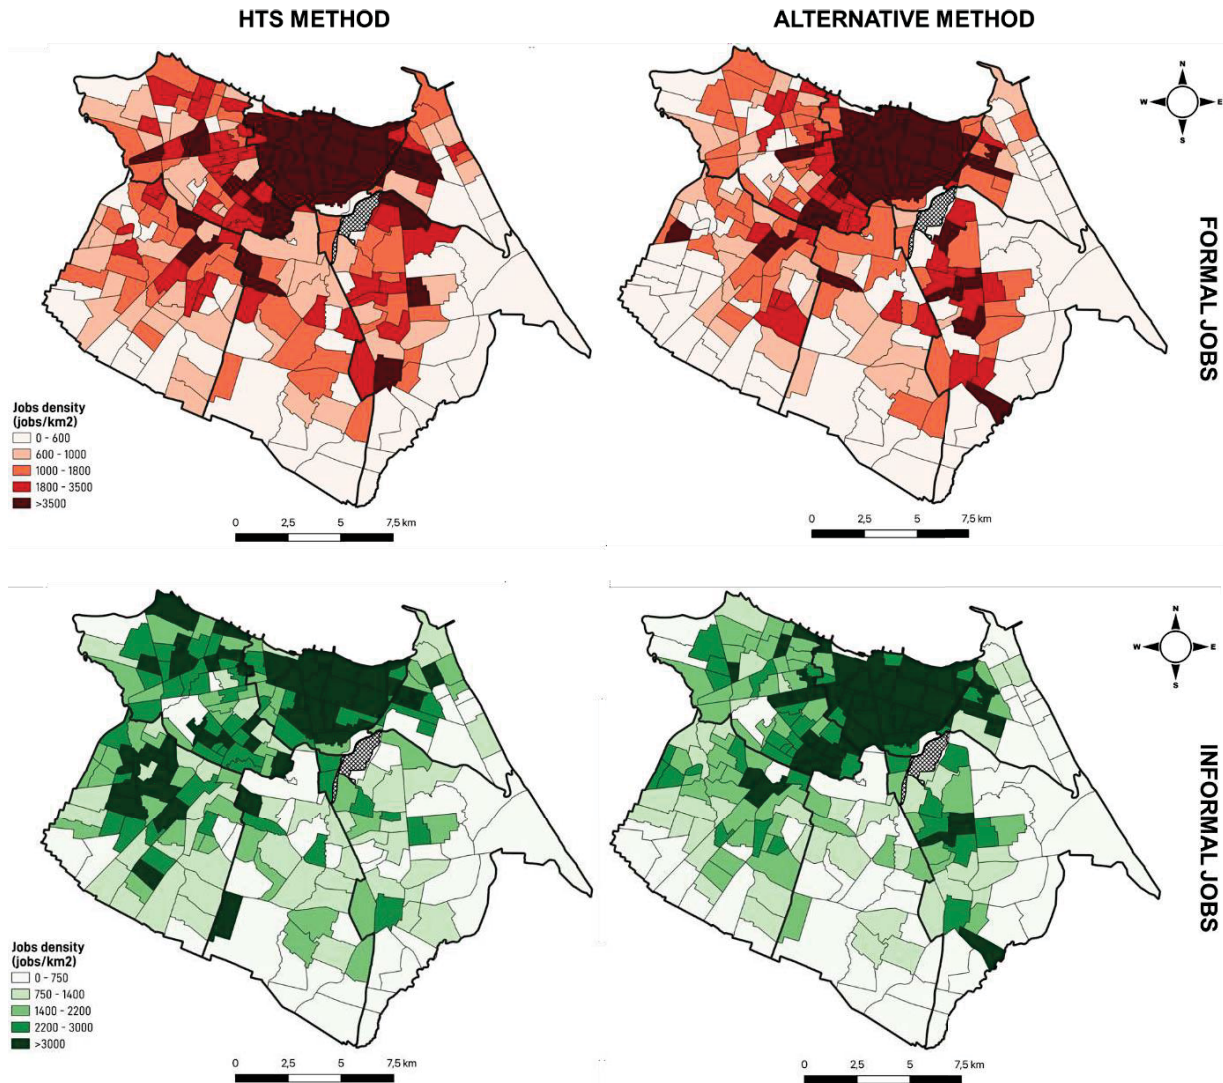 HTS METHOD
ALTERNATIVE METHOD
N
W
E
S
FORMAL JOBS
Jobs density
(jobs/km2)
0 - 600
600 - 1000
1000 - 1800
1800 - 3500
>3500
0 2,5 5 7,5 km
0 2,5 5 7,5 km
N
W
E
S
INFORMAL JOBS
Jobs density
(jobs/km2)
0 - 750
750 - 1400
1400 - 2200
2200 - 3000
>3000
0 2,5 5 7,5 km
0 2,5 5 7,5 km